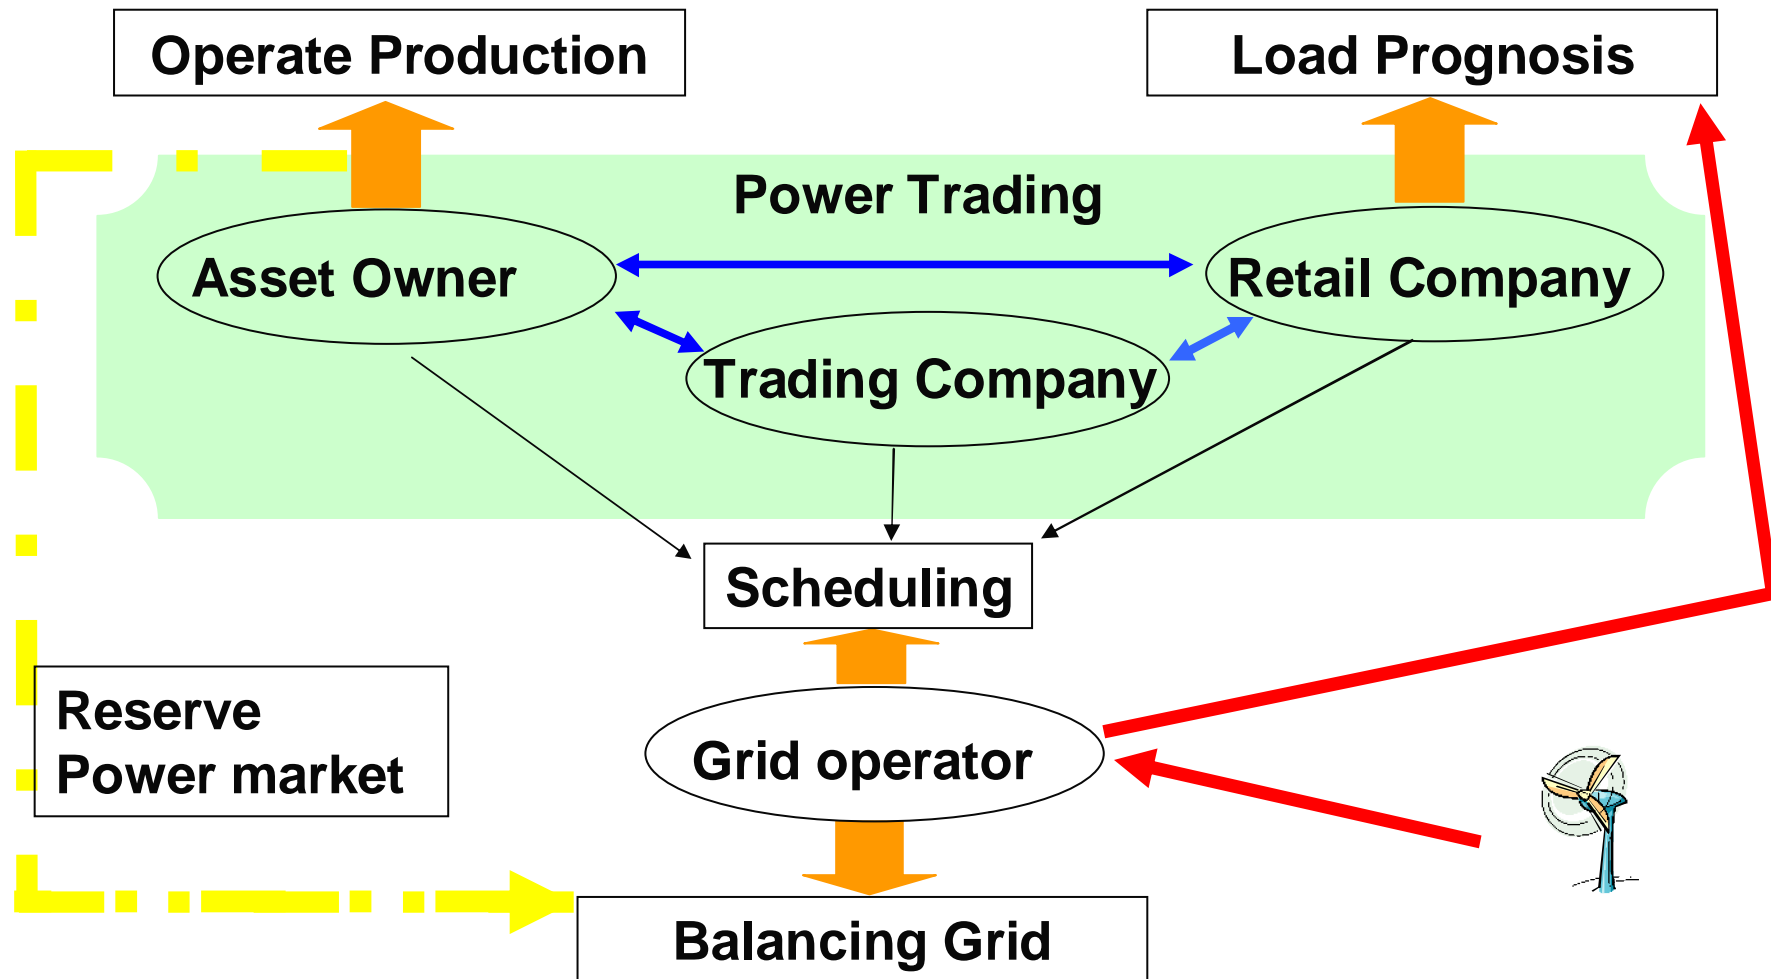 Operate Production
Load Prognosis
Power Trading
Asset Owner
Retail Company
Trading Company
Scheduling
Reserve
Power market
Grid operator
Balancing Grid